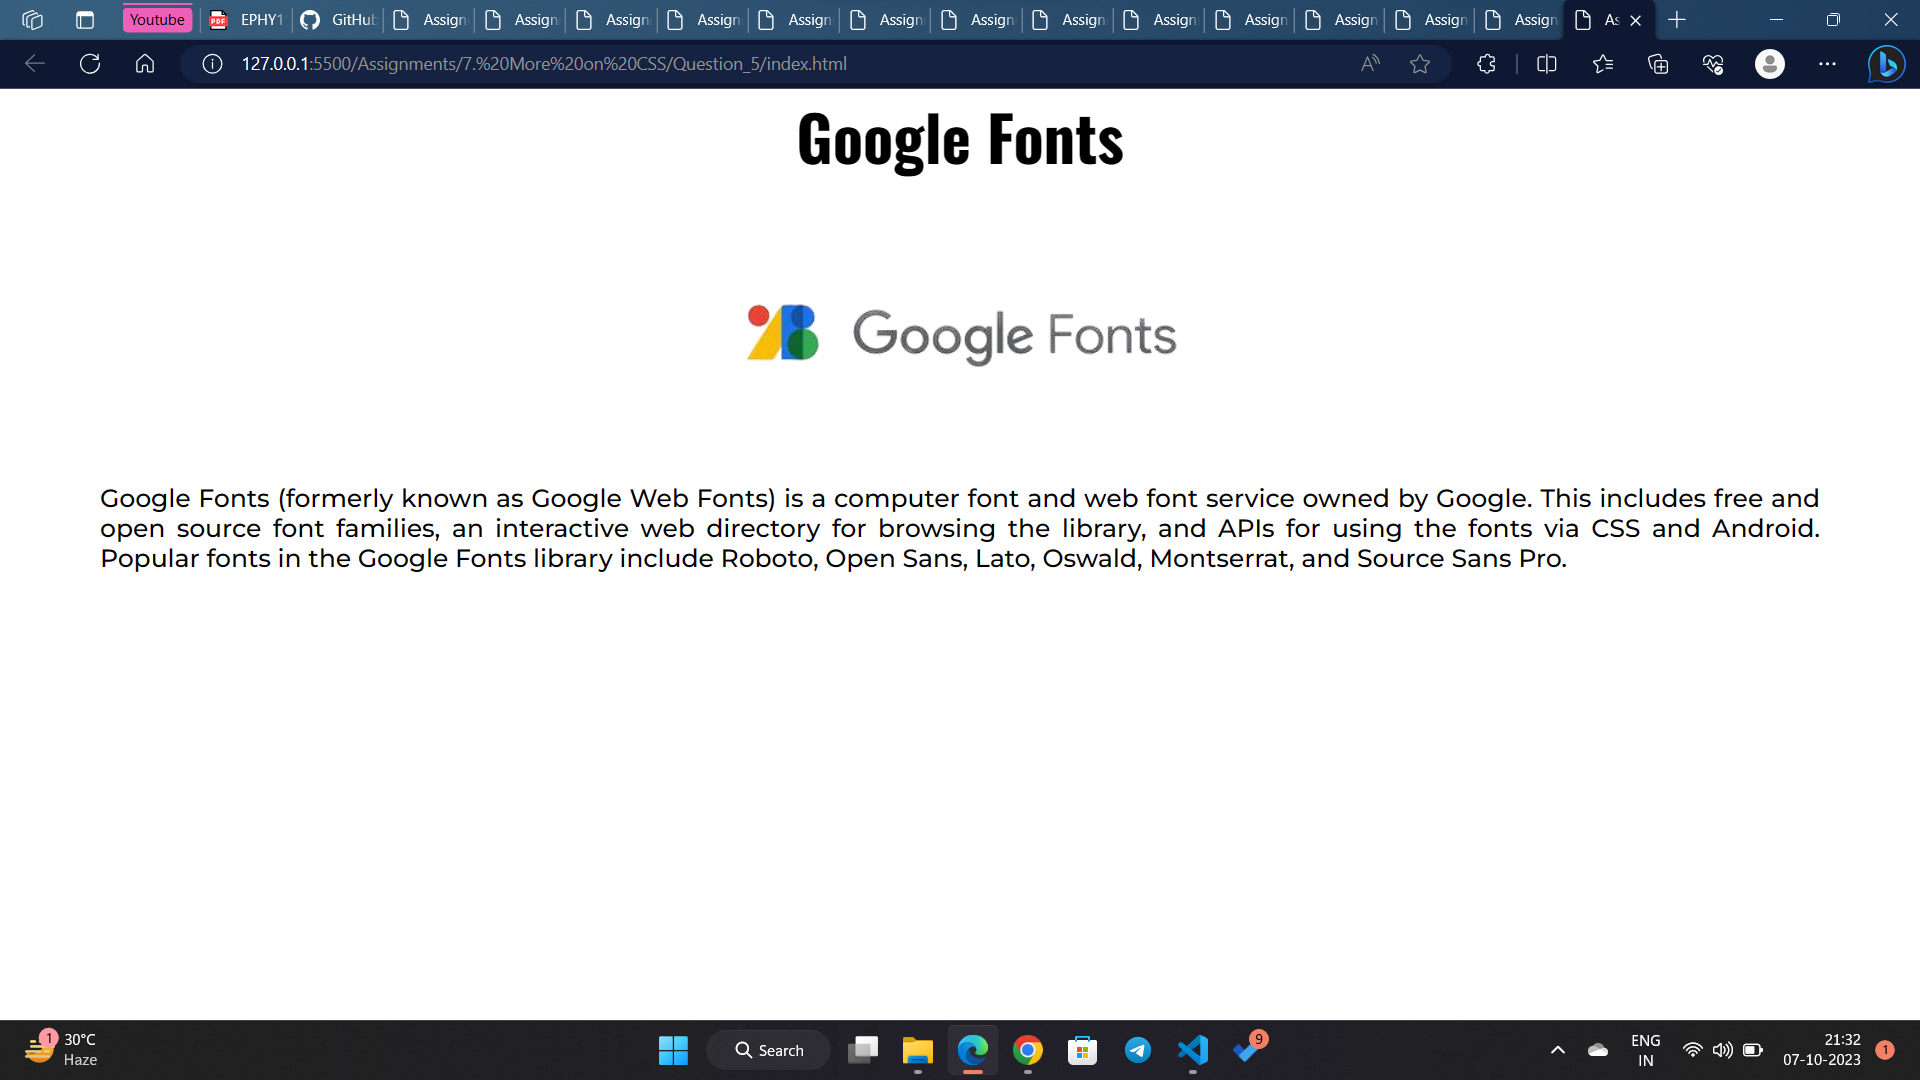 Youtube
EPHY1
GitHub
Assign
Assign
Assign
Assign
Assign
Assign
Assign
Assign
Assign
Assign
Assign
Assign
Assign
As
127.0.0.1:5500/Assignments/7.%20More%20on%20CSS/Question_5/index.html
Google Fonts
Google Fonts
Google Fonts (formerly known as Google Web Fonts) is a computer font and web font service owned by Google. This includes free and
open source font families, an interactive web directory for browsing the library, and APIs for using the fonts via CSS and Android.
Popular fonts in the Google Fonts library include Roboto, Open Sans, Lato, Oswald, Montserrat, and Source Sans Pro.
1
30°C
Haze
Search
9
ENG
IN
21:32
07-10-2023
1